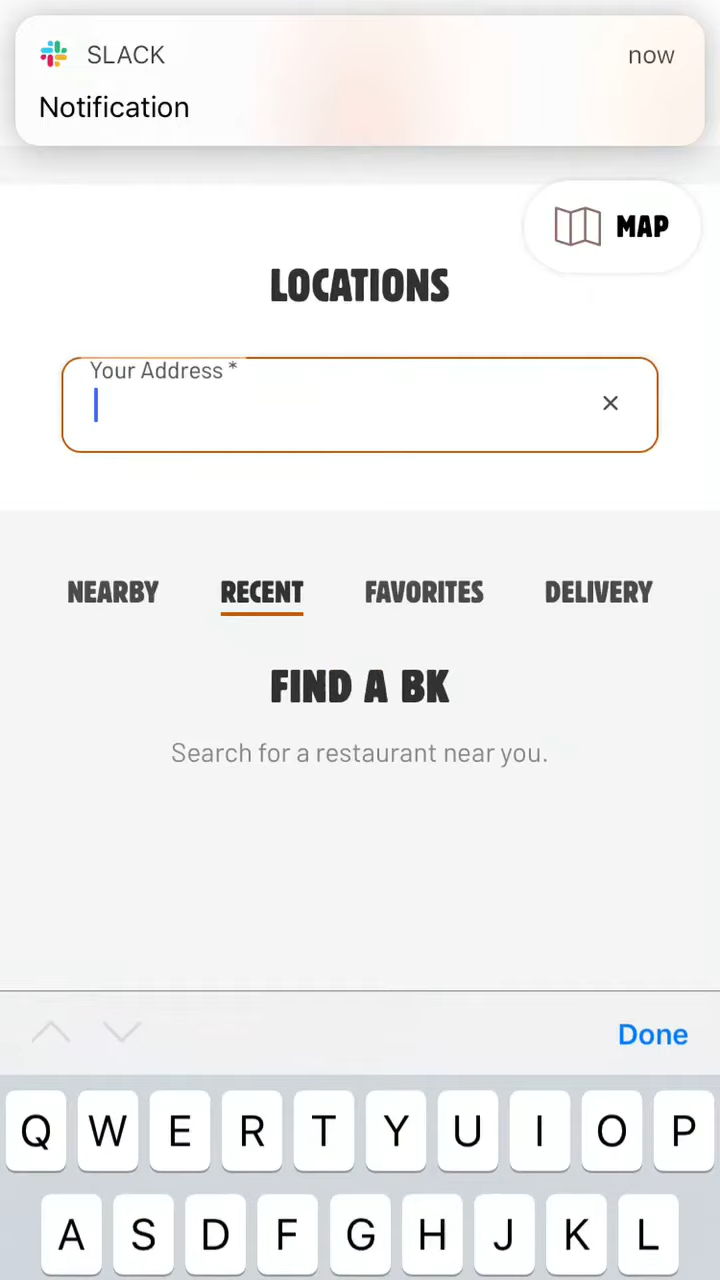 SLACK now
Notification
MAP
LOCATIONS
Your Address *
NEARBY RECENT FAVORITES DELIVERY
FIND A BK
Search for a restaurant near you.
Done
Q W E R T Y U I O P
A S D F G H J K L